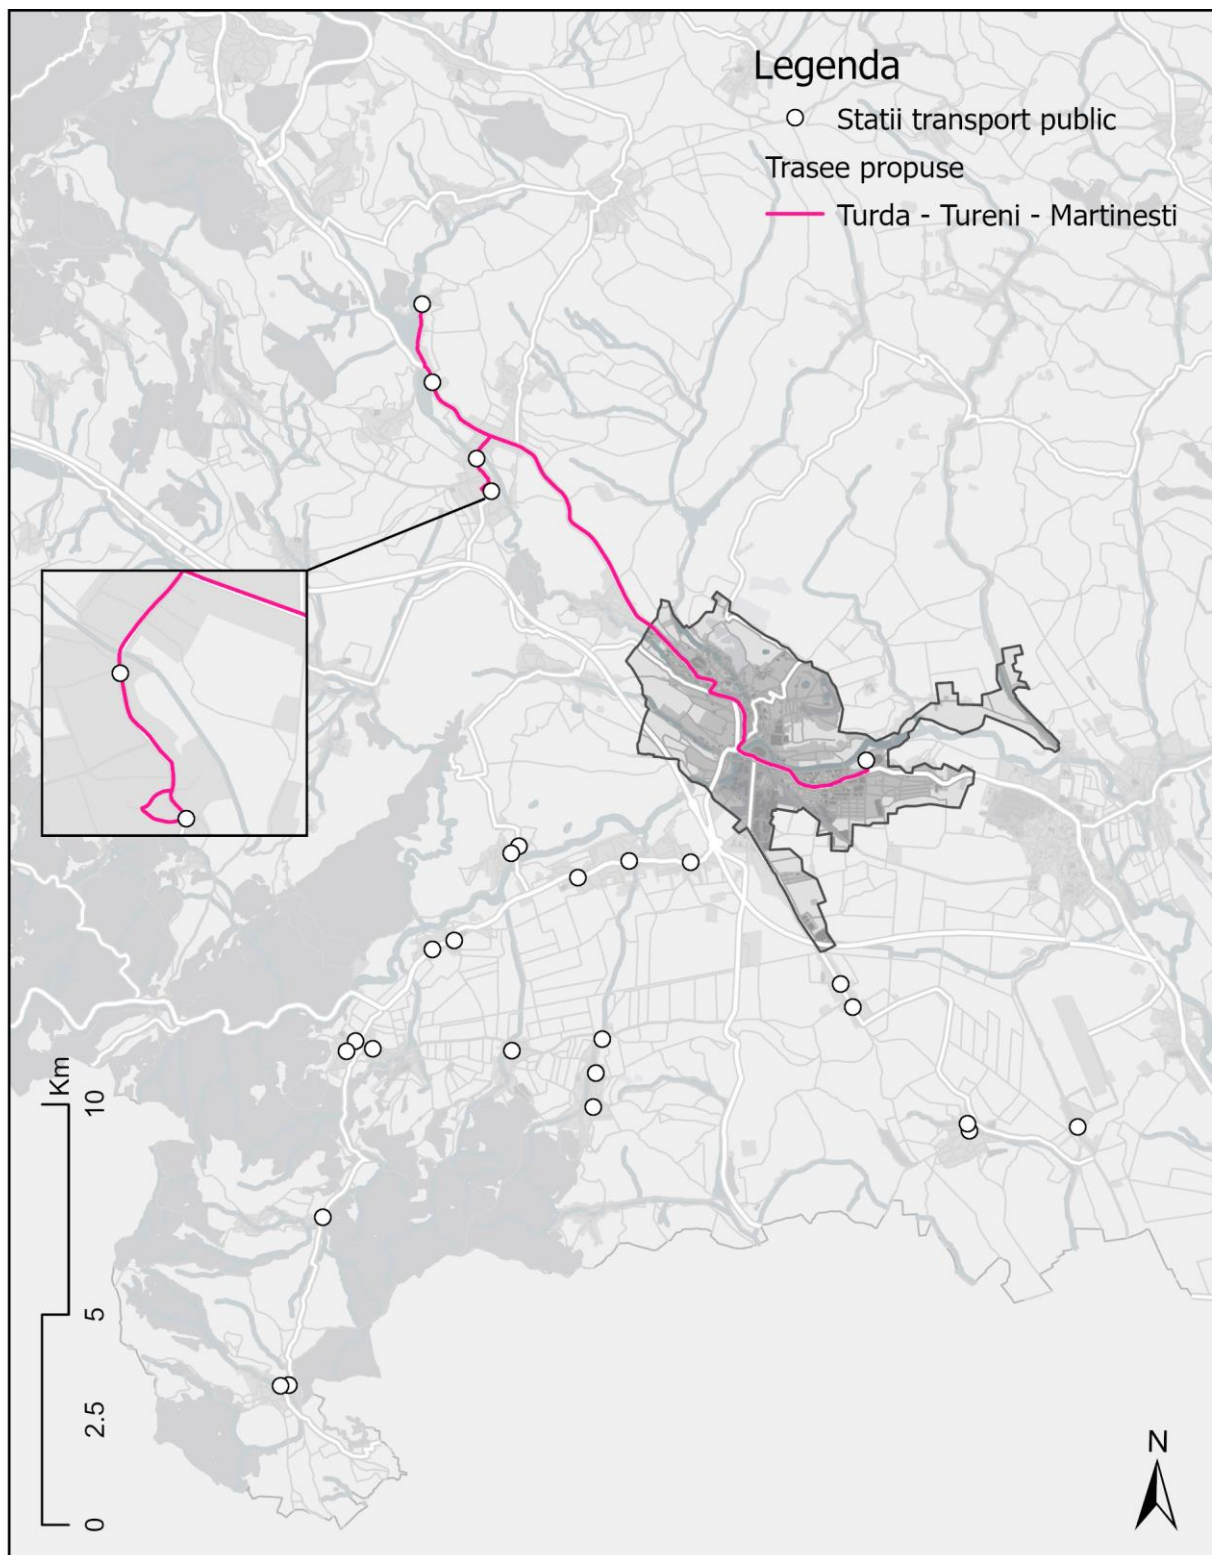 Legenda
Statii transport public
Trasee propuse
Turda - Tureni - Martinesti
Km
10
5
2.5
0
N